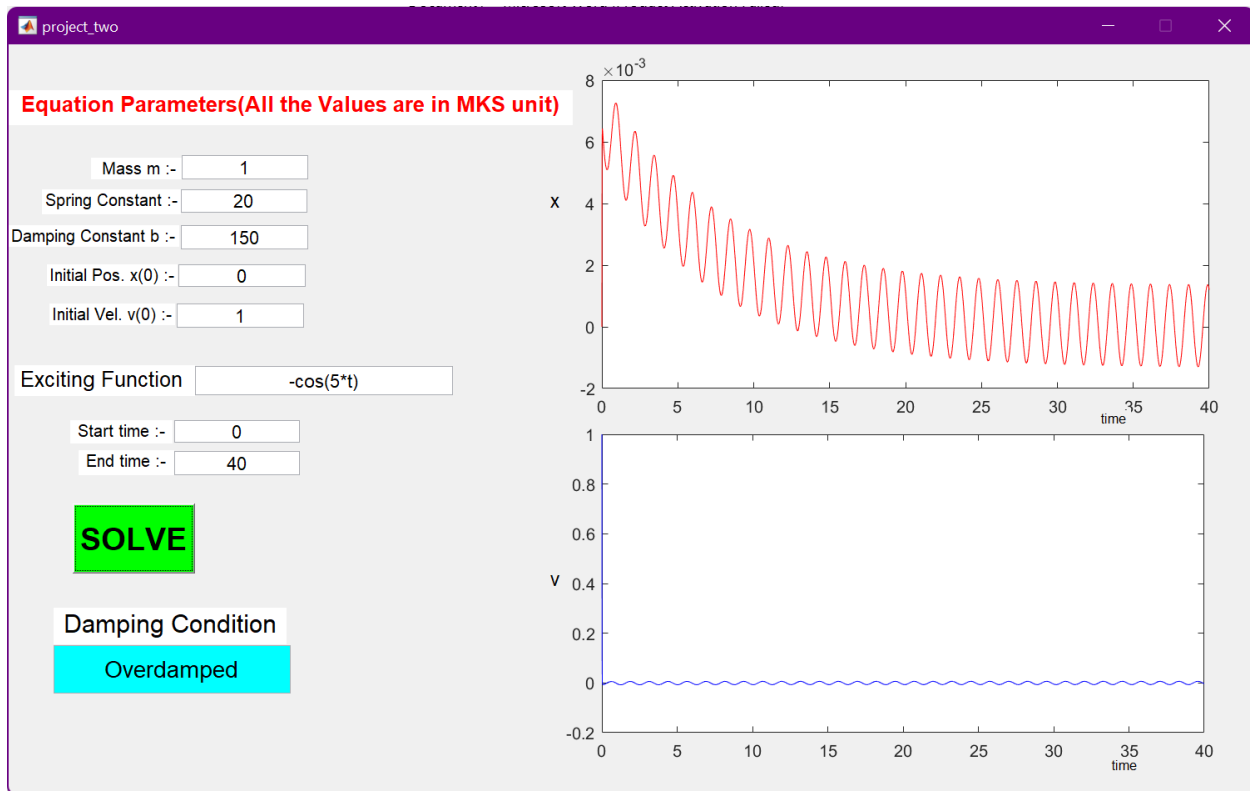 project_two
Equation Parameters(All the Values are in MKS unit)
Mass m :- 1
Spring Constant :- 20
Damping Constant b :- 150
Initial Pos. x(0) :- 0
Initial Vel. v(0) :- 1
Exciting Function -cos(5*t)
Start time :- 0
End time :- 40
SOLVE
Damping Condition
Overdamped
×10-3
8
6
x 4
2
0
-2
0 5 10 15 20 25 30 35 40
time
1
0.8
0.6
v 0.4
0.2
0
-0.2
0 5 10 15 20 25 30 35 40
time